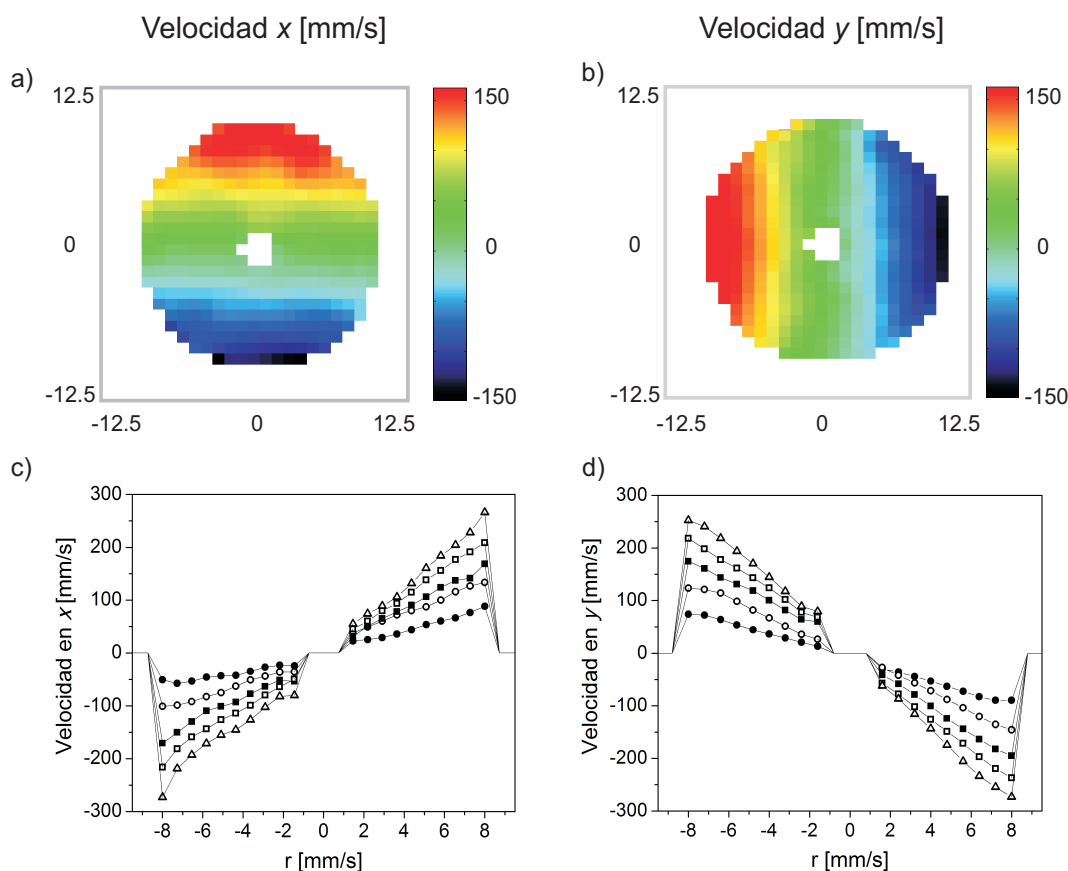 Velocidad x [mm/s]
Velocidad y [mm/s]
a)
12.5
0
-12.5
-12.5 0 12.5
150
0
-150
b)
12.5
0
-12.5
-12.5 0 12.5
150
0
-150
c)
Velocidad en x [mm/s]
300
200
100
0
-100
-200
-300
-8 -6 -4 -2 0 2 4 6 8
r [mm/s]
d)
Velocidad en y [mm/s]
300
200
100
0
-100
-200
-300
-8 -6 -4 -2 0 2 4 6 8
r [mm/s]